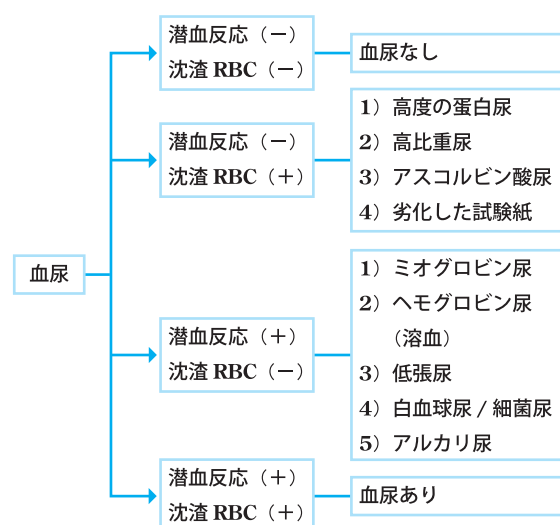 血尿
潜血反応（－）
沈渣 RBC（－）
血尿なし
潜血反応（－）
沈渣 RBC（＋）
1）高度の蛋白尿
2）高比重尿
3）アスコルビン酸尿
4）劣化した試験紙
潜血反応（＋）
沈渣 RBC（－）
1）ミオグロビン尿
2）ヘモグロビン尿
（溶血）
3）低張尿
4）白血球尿 / 細菌尿
5）アルカリ尿
潜血反応（＋）
沈渣 RBC（＋）
血尿あり